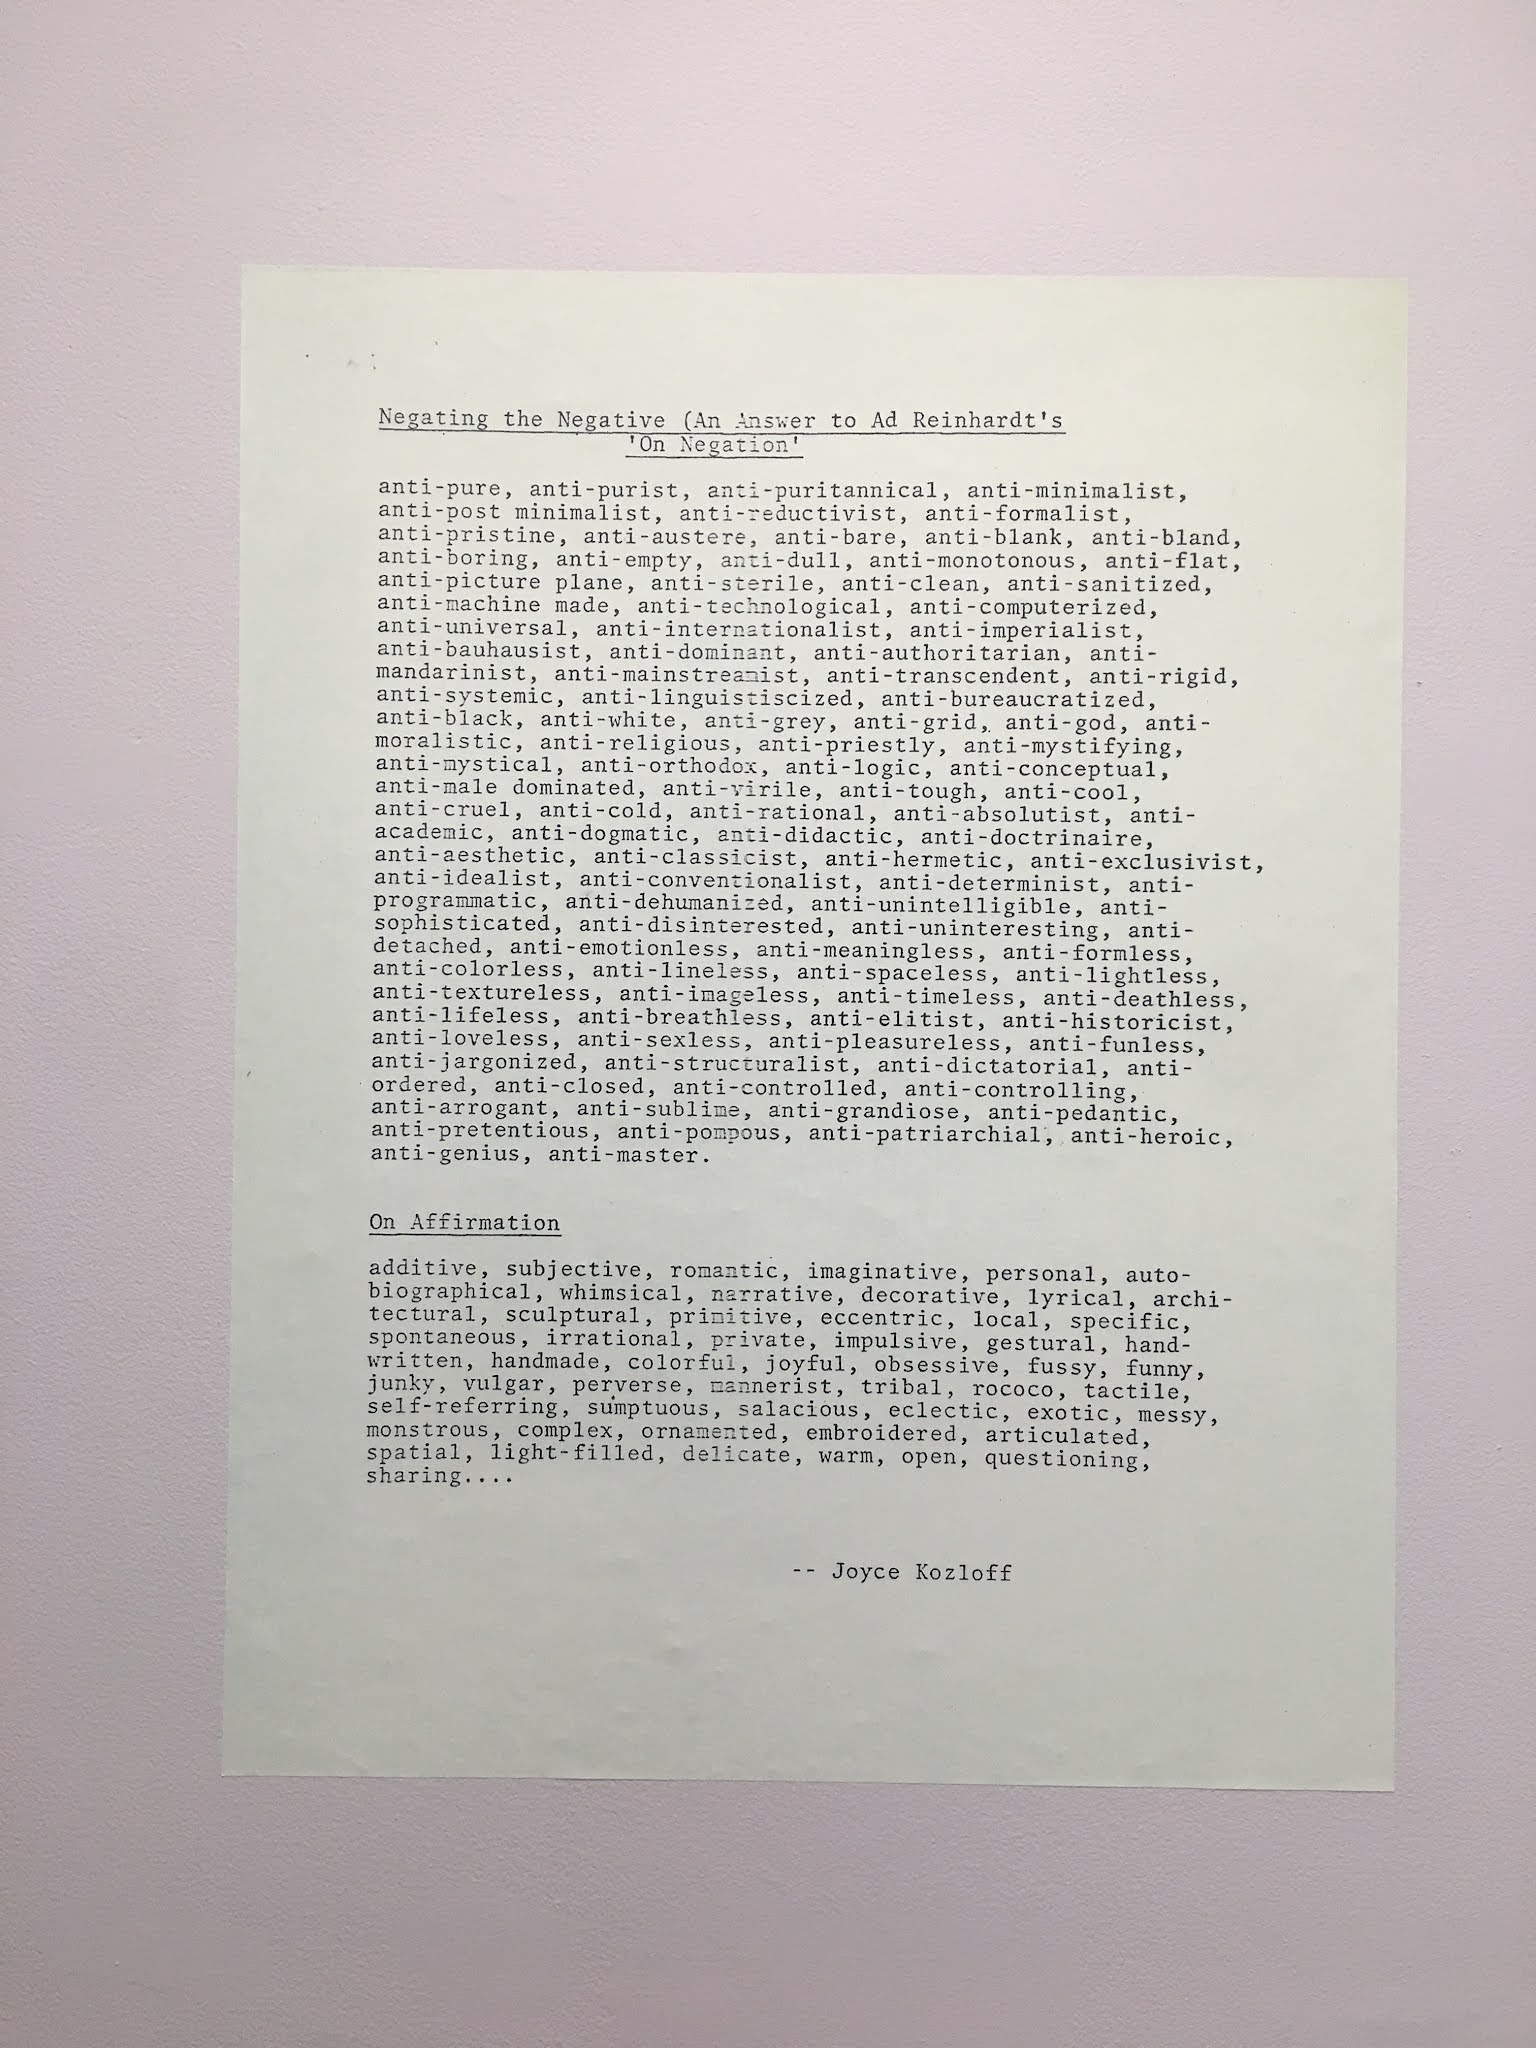 Negating the Negative (An Answer to Ad Reinhardt's
'On Negation'
anti-pure, anti-purist, anti-puritannical, anti-minimalist,
anti-post minimalist, anti-reductivist, anti-formalist,
anti-pristine, anti-austere, anti-bare, anti-blank, anti-bland,
anti-boring, anti-empty, anti-dull, anti-monotonous, anti-flat,
anti-picture plane, anti-sterile, anti-clean, anti-sanitized,
anti-machine made, anti-technological, anti-computerized,
anti-universal, anti-internationalist, anti-imperialist,
anti-bauhausist, anti-dominant, anti-authoritarian, anti-
mandarinist, anti-mainstreamist, anti-transcendent, anti-rigid,
anti-systemic, anti-linguistiscized, anti-bureaucratized,
anti-black, anti-white, anti-grey, anti-grid, anti-god, anti-
moralistic, anti-religious, anti-priestly, anti-mystifying,
anti-mystical, anti-orthodox, anti-logic, anti-conceptual,
anti-male dominated, anti-virile, anti-tough, anti-cool,
anti-cruel, anti-cold, anti-rational, anti-absolutist, anti-
academic, anti-dogmatic, anti-didactic, anti-doctrinaire,
anti-aesthetic, anti-classicist, anti-hermetic, anti-exclusivist,
anti-idealist, anti-conventionalist, anti-determinist, anti-
programmatic, anti-dehumanized, anti-unintelligible, anti-
sophisticated, anti-disinterested, anti-uninteresting, anti-
detached, anti-emotionless, anti-meaningless, anti-formless,
anti-colorless, anti-lineless, anti-spaceless, anti-lightless,
anti-textureless, anti-imageless, anti-timeless, anti-deathless,
anti-lifeless, anti-breathless, anti-elitist, anti-historicist,
anti-loveless, anti-sexless, anti-pleasureless, anti-funless,
anti-jargonized, anti-structuralist, anti-dictatorial, anti-
ordered, anti-closed, anti-controlled, anti-controlling,
anti-arrogant, anti-sublime, anti-grandiose, anti-pedantic,
anti-pretentious, anti-pompous, anti-patriarchial, anti-heroic,
anti-genius, anti-master.
On Affirmation
additive, subjective, romantic, imaginative, personal, auto-
biographical, whimsical, narrative, decorative, lyrical, archi-
tectural, sculptural, primitive, eccentric, local, specific,
spontaneous, irrational, private, impulsive, gestural, hand-
written, handmade, colorful, joyful, obsessive, fussy, funny,
junky, vulgar, perverse, mannerist, tribal, rococo, tactile,
self-referring, sumptuous, salacious, eclectic, exotic, messy,
monstrous, complex, ornamented, embroidered, articulated,
spatial, light-filled, delicate, warm, open, questioning,
sharing....
-- Joyce Kozloff